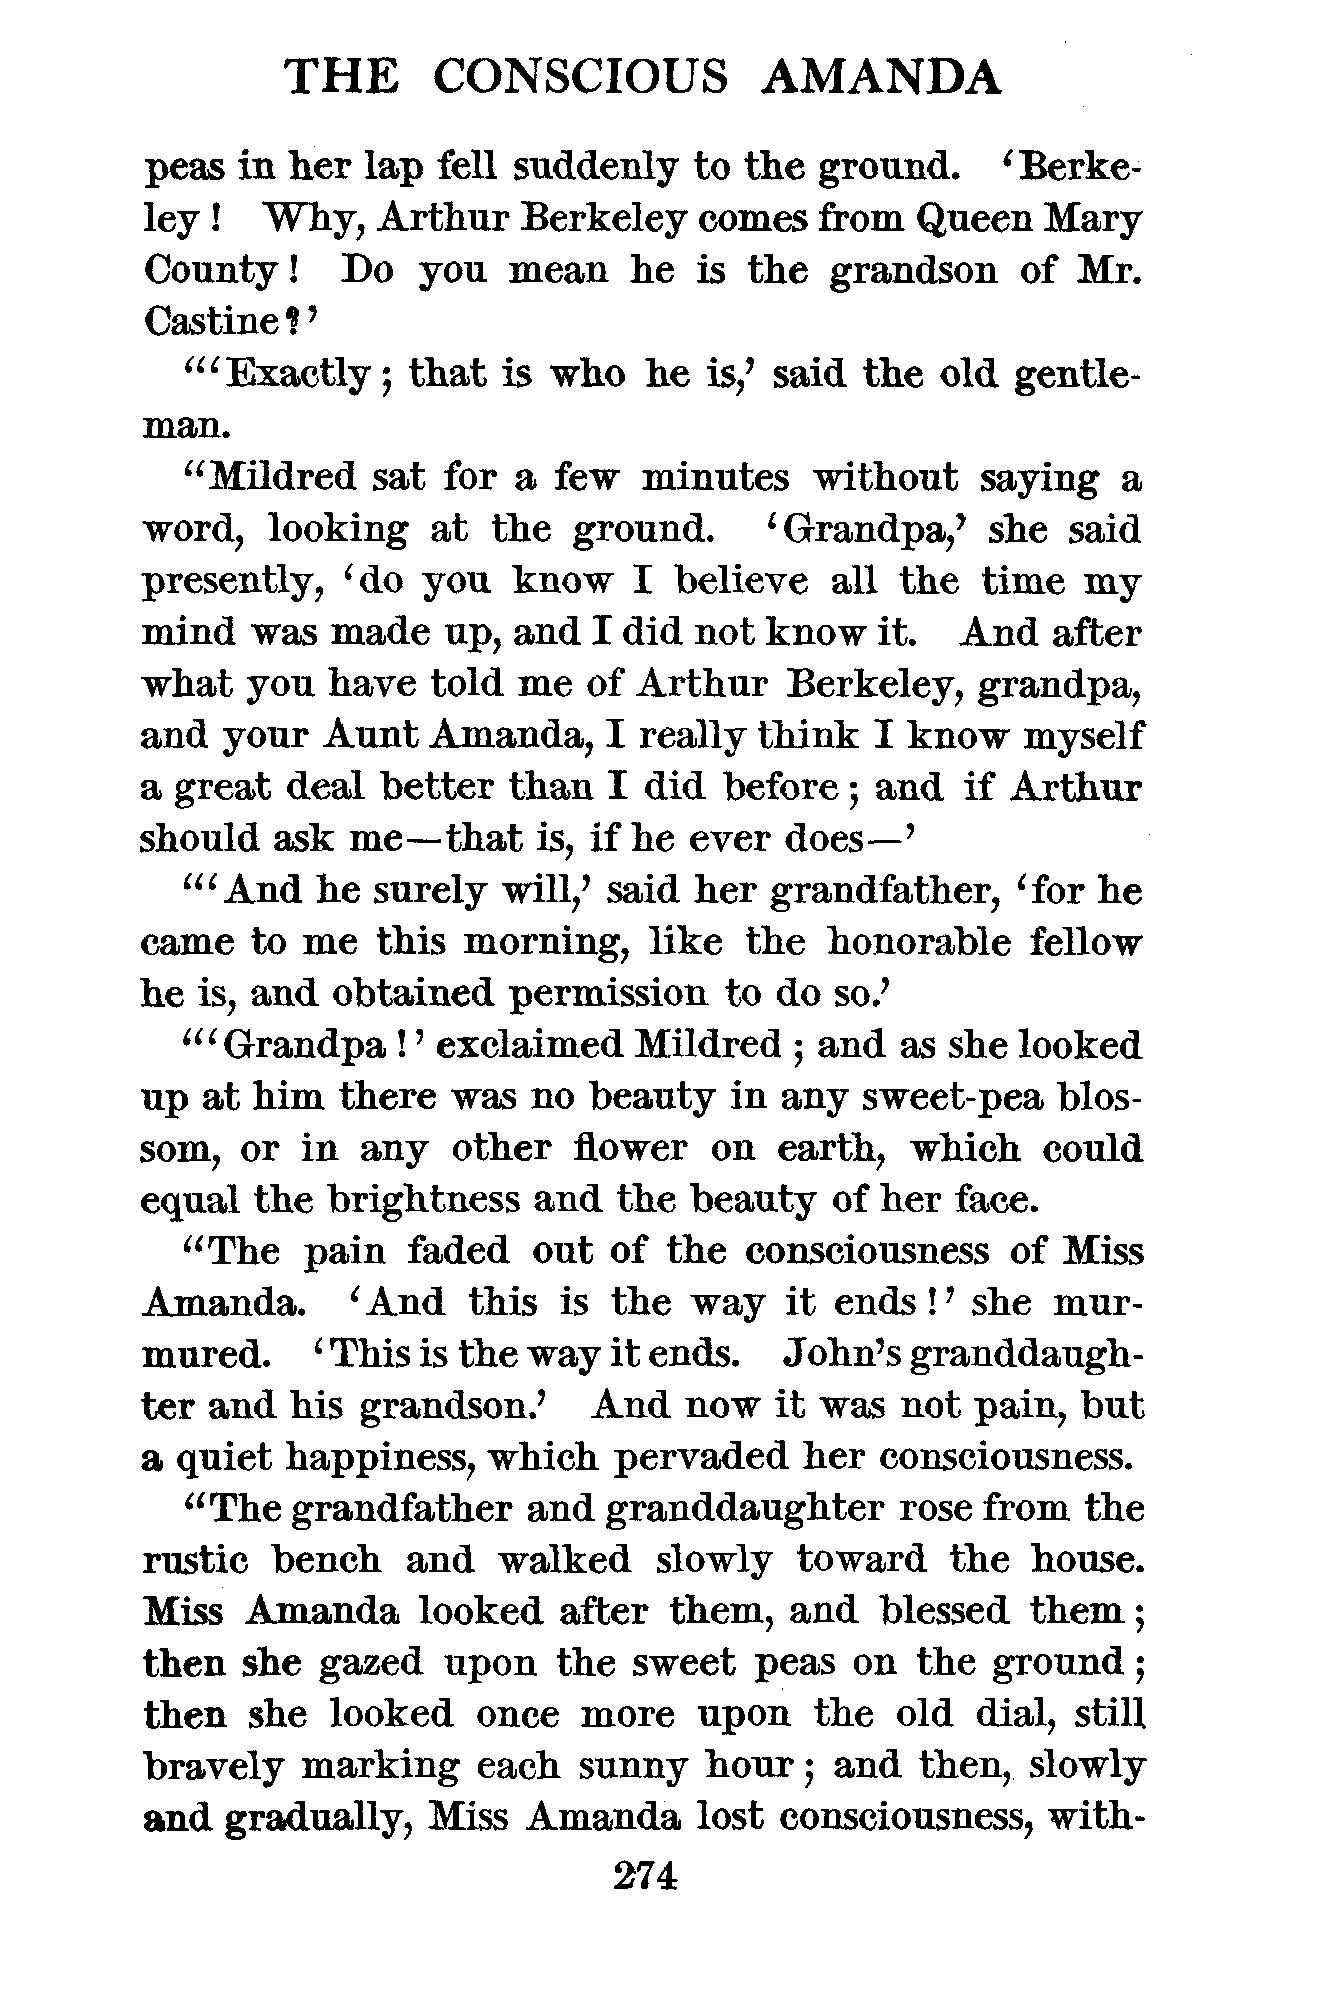 THE CONSCIOUS AMANDA
peas in her lap fell suddenly to the ground. ‘Berke-
ley! Why, Arthur Berkeley comes from Queen Mary
County! Do you mean he is the grandson of Mr.
Castine?’
“‘Exactly; that is who he is,’ said the old gentle-
man.
“Mildred sat for a few minutes without saying a
word, looking at the ground. ‘Grandpa,’ she said
presently, ‘do you know I believe all the time my
mind was made up, and I did not know it. And after
what you have told me of Arthur Berkeley, grandpa,
and your Aunt Amanda, I really think I know myself
a great deal better than I did before; and if Arthur
should ask me—that is, if he ever does—’
“‘And he surely will,’ said her grandfather, ‘for he
came to me this morning, like the honorable fellow
he is, and obtained permission to do so.’
“‘Grandpa!’ exclaimed Mildred; and as she looked
up at him there was no beauty in any sweet-pea blos-
som, or in any other flower on earth, which could
equal the brightness and the beauty of her face.
“The pain faded out of the consciousness of Miss
Amanda. ‘And this is the way it ends!’ she mur-
mured. ‘This is the way it ends. John’s granddaugh-
ter and his grandson.’ And now it was not pain, but
a quiet happiness, which pervaded her consciousness.
“The grandfather and granddaughter rose from the
rustic bench and walked slowly toward the house.
Miss Amanda looked after them, and blessed them;
then she gazed upon the sweet peas on the ground;
then she looked once more upon the old dial, still
bravely marking each sunny hour; and then, slowly
and gradually, Miss Amanda lost consciousness, with-
274